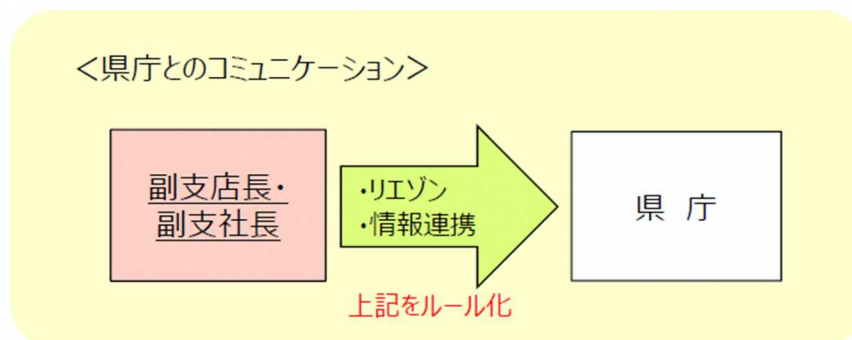 ＜県庁とのコミュニケーション＞
副支店長・
副支社長
・リエゾン
・情報連携
県 庁
上記をルール化